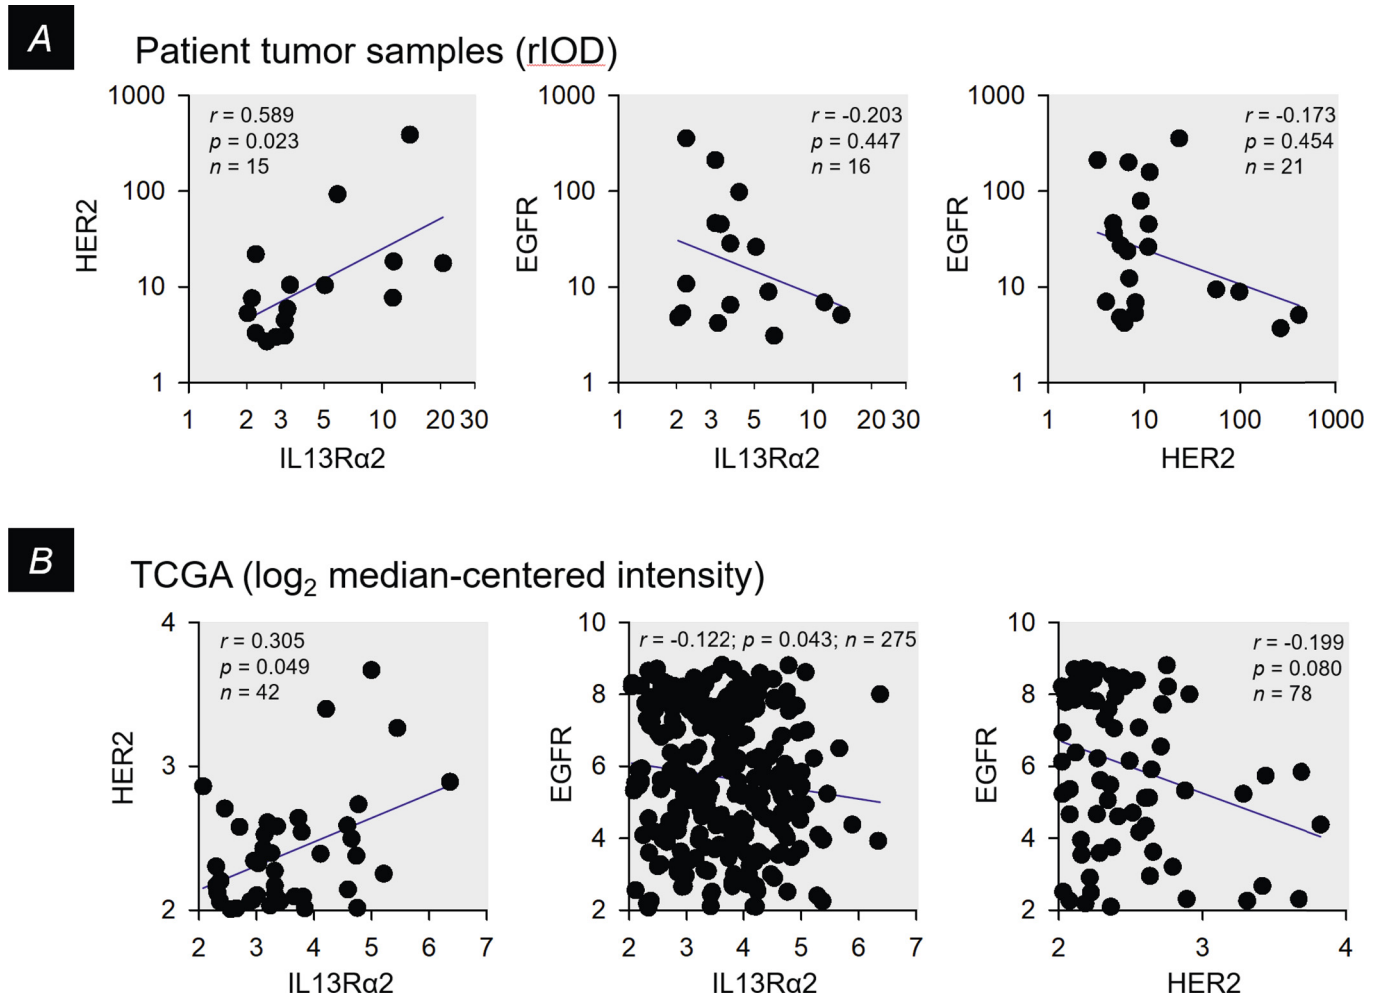 A
Patient tumor samples (rIOD)
1000
100
10
1
HER2
r = 0.589
p = 0.023
n = 15
1 2 3 5 10 20 30
IL13Rα2
1000
100
10
1
EGFR
r = -0.203
p = 0.447
n = 16
1 2 3 5 10 20 30
IL13Rα2
1000
100
10
1
EGFR
r = -0.173
p = 0.454
n = 21
1 10 100 1000
HER2
B
TCGA (log2 median-centered intensity)
4
3
2
HER2
r = 0.305
p = 0.049
n = 42
2 3 4 5 6 7
IL13Rα2
10
8
6
4
2
EGFR
r = -0.122; p = 0.043; n = 275
2 3 4 5 6 7
IL13Rα2
10
8
6
4
2
EGFR
r = -0.199
p = 0.080
n = 78
2 3 4
HER2